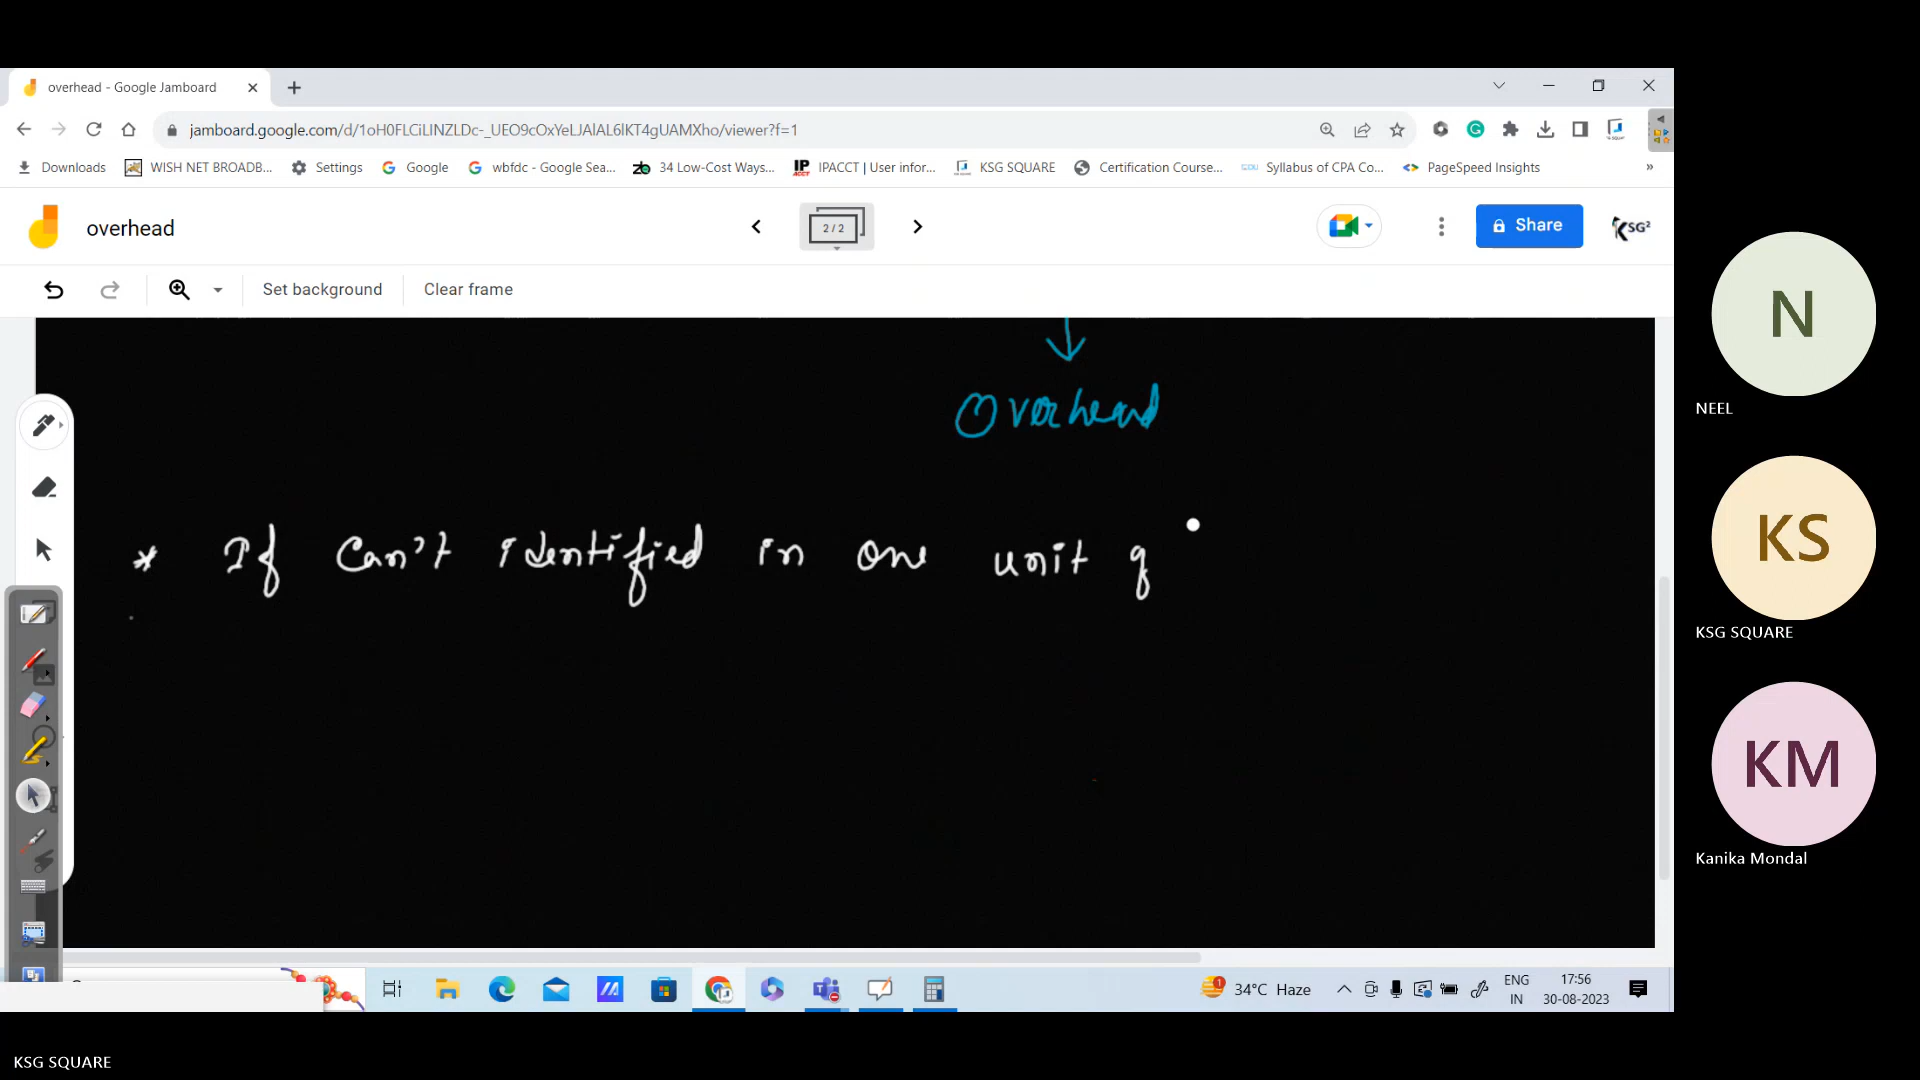 overhead - Google Jamboard
jamboard.google.com/d/1oH0FLCiLINZLDc-_UEO9cOxYeLJAlAL6lKT4gUAMXho/viewer?f=1
Downloads WISH NET BROADB... Settings Google wbfdc - Google Sea... 34 Low-Cost Ways... IPACCT | User infor... KSG SQUARE Certification Course... Syllabus of CPA Co... PageSpeed Insights »
overhead 2 / 2 Share KSG²
Set background Clear frame
Overhead
* If Can't identified in one unit of
N
NEEL
KS
KSG SQUARE
KM
Kanika Mondal
34°C Haze ENG IN 17:56 30-08-2023
KSG SQUARE